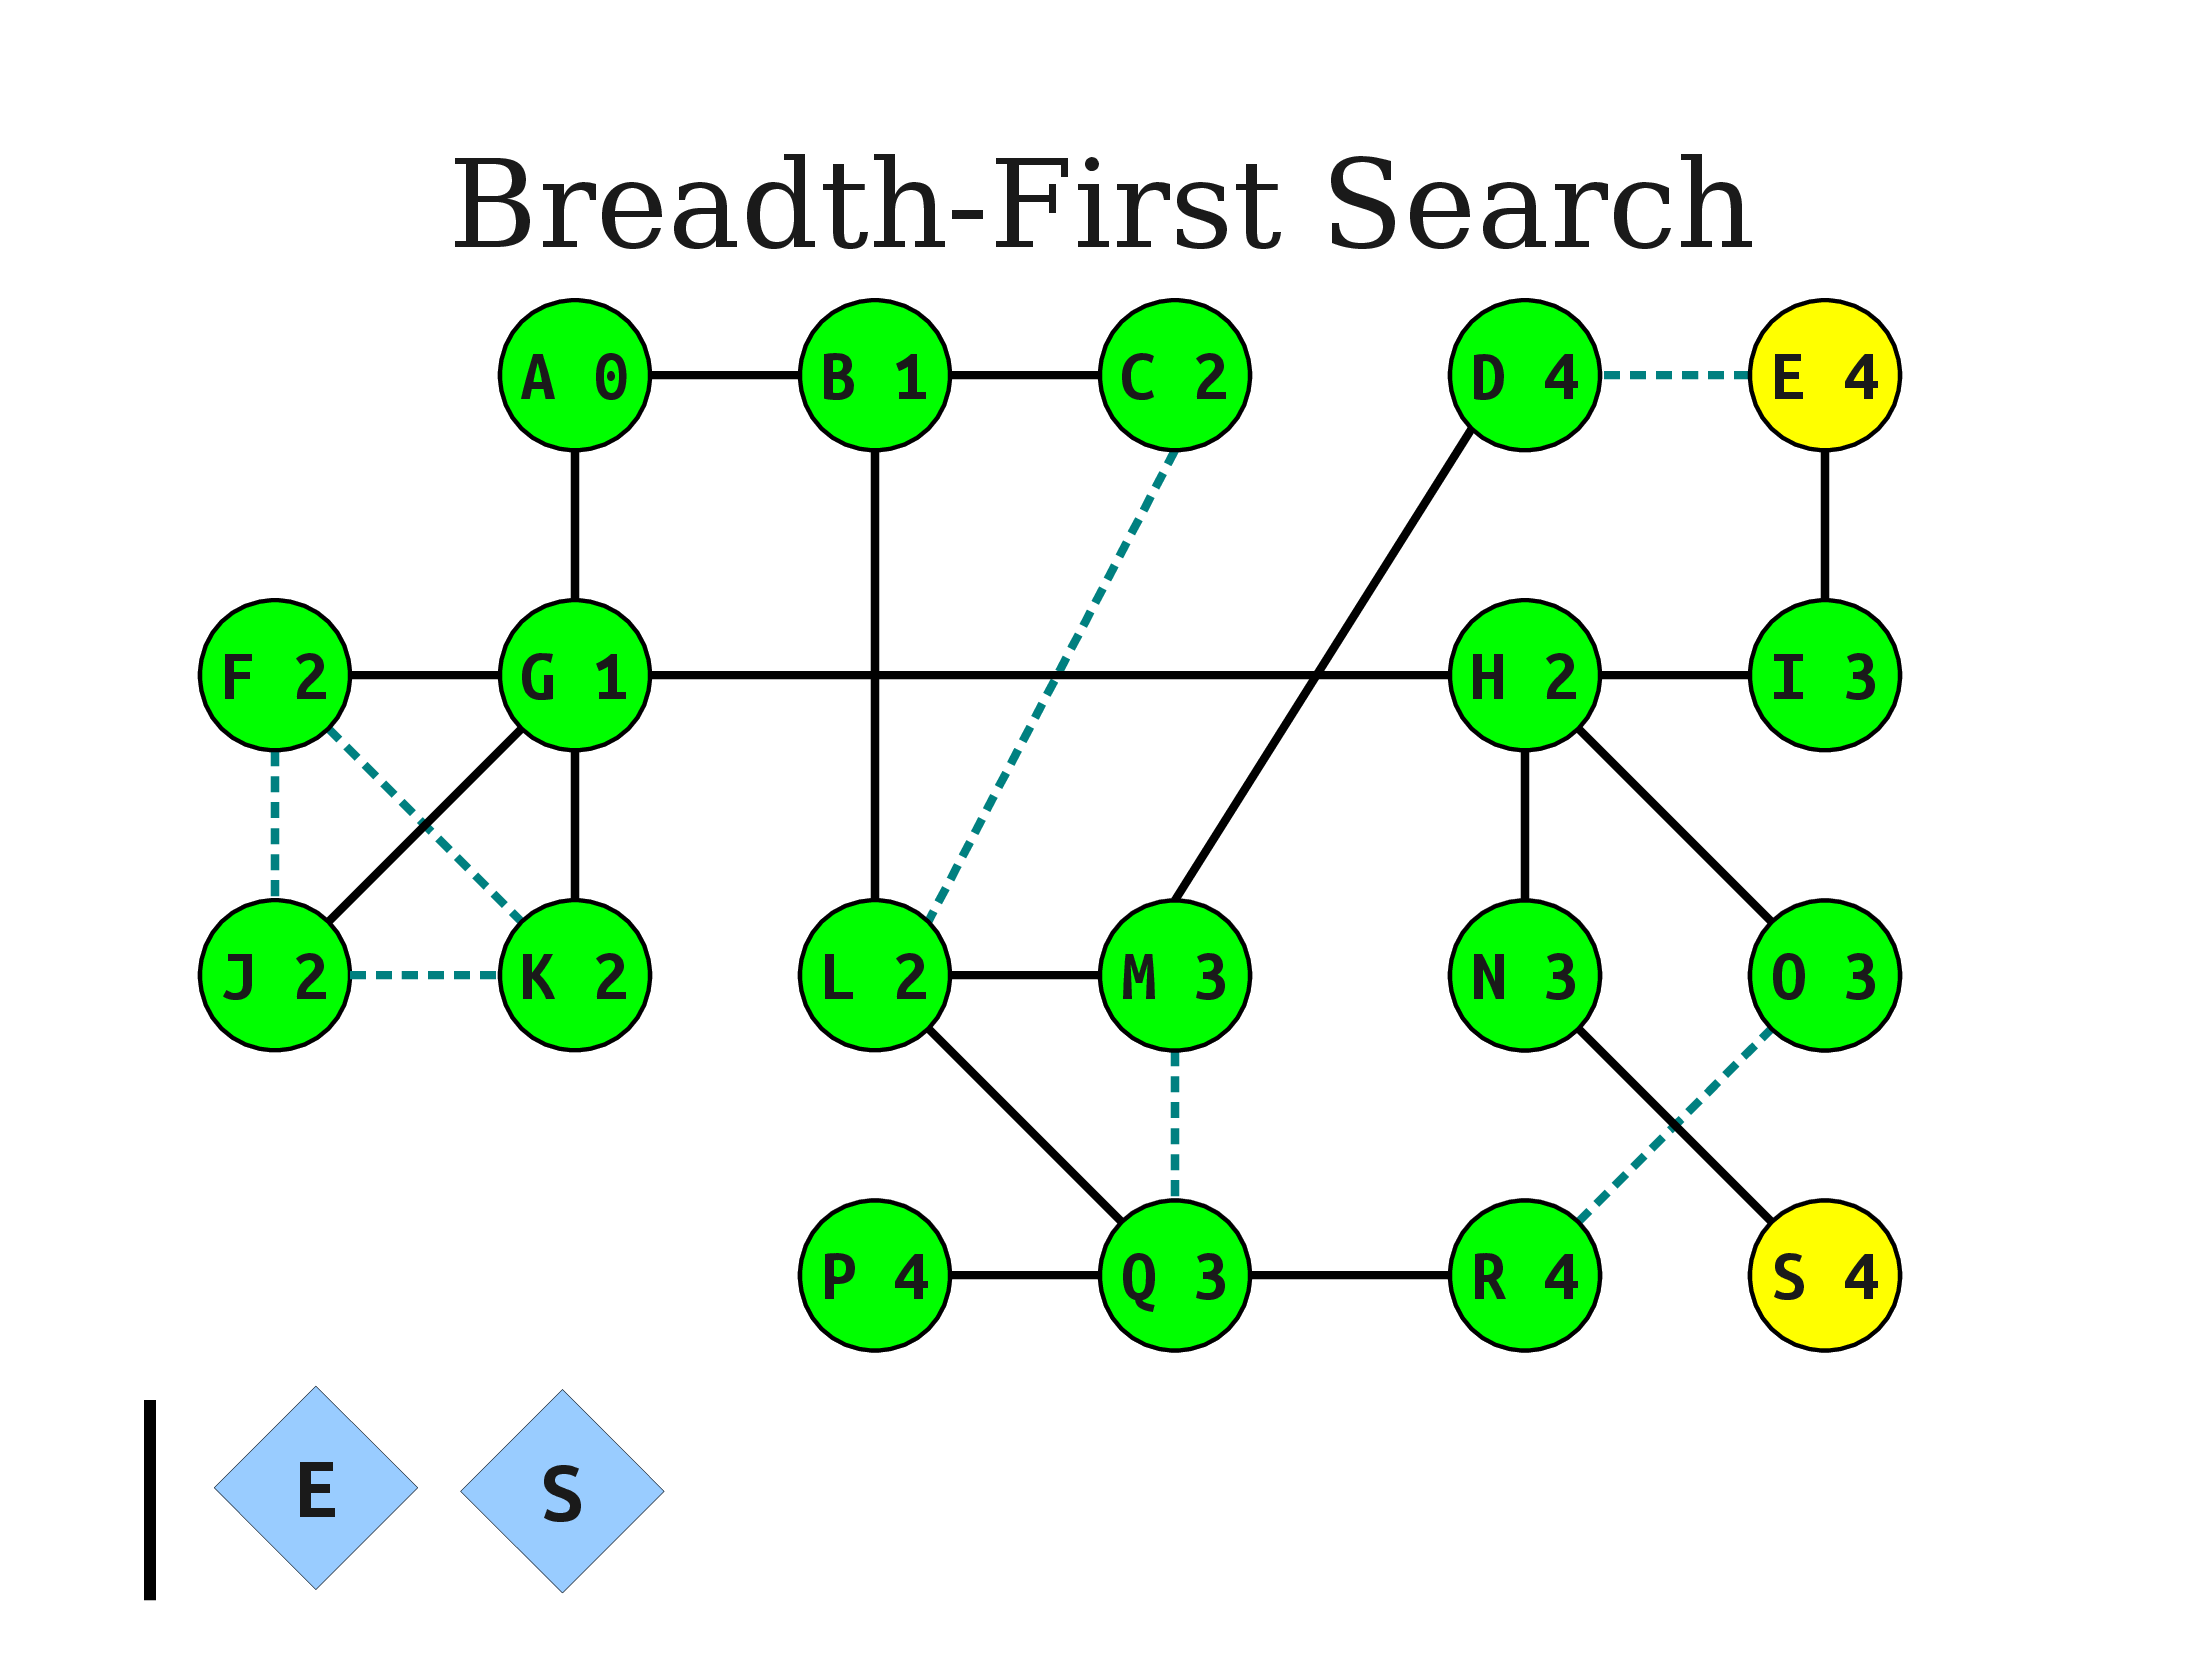 Breadth-First Search
A 0 B 1 C 2 D 4 E 4
F 2 G 1 H 2 I 3
J 2 K 2 L 2 M 3 N 3 O 3
P 4 Q 3 R 4 S 4
E S